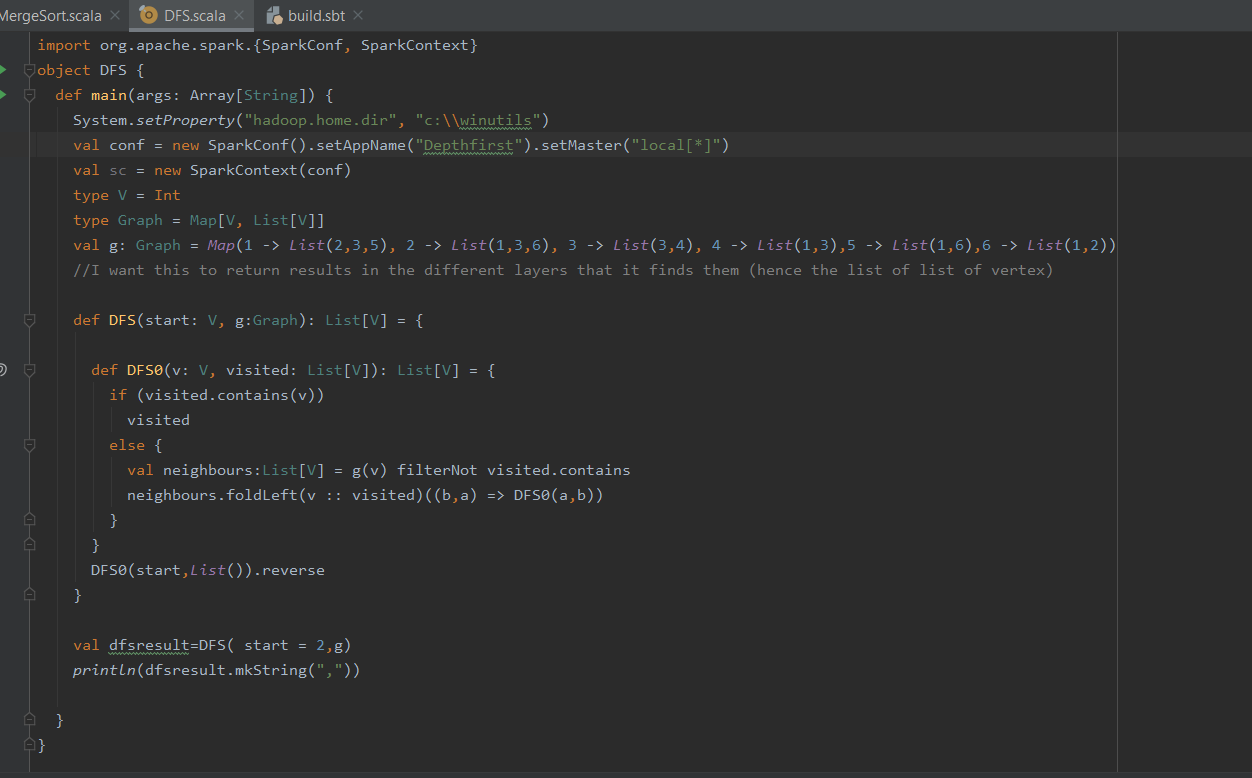 MergeSort.scala DFS.scala build.sbt
import org.apache.spark.{SparkConf, SparkContext}
object DFS {
  def main(args: Array[String]) {
    System.setProperty("hadoop.home.dir", "c:\\winutils")
    val conf = new SparkConf().setAppName("Depthfirst").setMaster("local[*]")
    val sc = new SparkContext(conf)
    type V = Int
    type Graph = Map[V, List[V]]
    val g: Graph = Map(1 -> List(2,3,5), 2 -> List(1,3,6), 3 -> List(3,4), 4 -> List(1,3),5 -> List(1,6),6 -> List(1,2))
    //I want this to return results in the different layers that it finds them (hence the list of list of vertex)
    def DFS(start: V, g:Graph): List[V] = {
      def DFS0(v: V, visited: List[V]): List[V] = {
        if (visited.contains(v))
          visited
        else {
          val neighbours:List[V] = g(v) filterNot visited.contains
          neighbours.foldLeft(v :: visited)((b,a) => DFS0(a,b))
        }
      }
      DFS0(start,List()).reverse
    }
    val dfsresult=DFS( start = 2,g)
    println(dfsresult.mkString(","))
  }
}